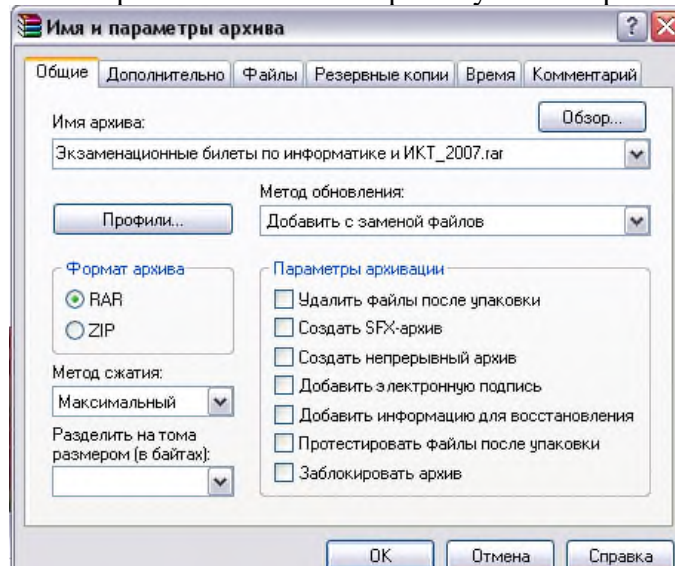 Имя и параметры архива
Общие Дополнительно Файлы Резервные копии Время Комментарий
Имя архива:
Обзор...
Экзаменационные билеты по информатике и ИКТ_2007.rar
Профили...
Метод обновления:
Добавить с заменой файлов
Формат архива
RAR
ZIP
Метод сжатия:
Максимальный
Разделить на тома
размером (в байтах):
Параметры архивации
Удалить файлы после упаковки
Создать SFX-архив
Создать непрерывный архив
Добавить электронную подпись
Добавить информацию для восстановления
Протестировать файлы после упаковки
Заблокировать архив
OK Отмена Справка